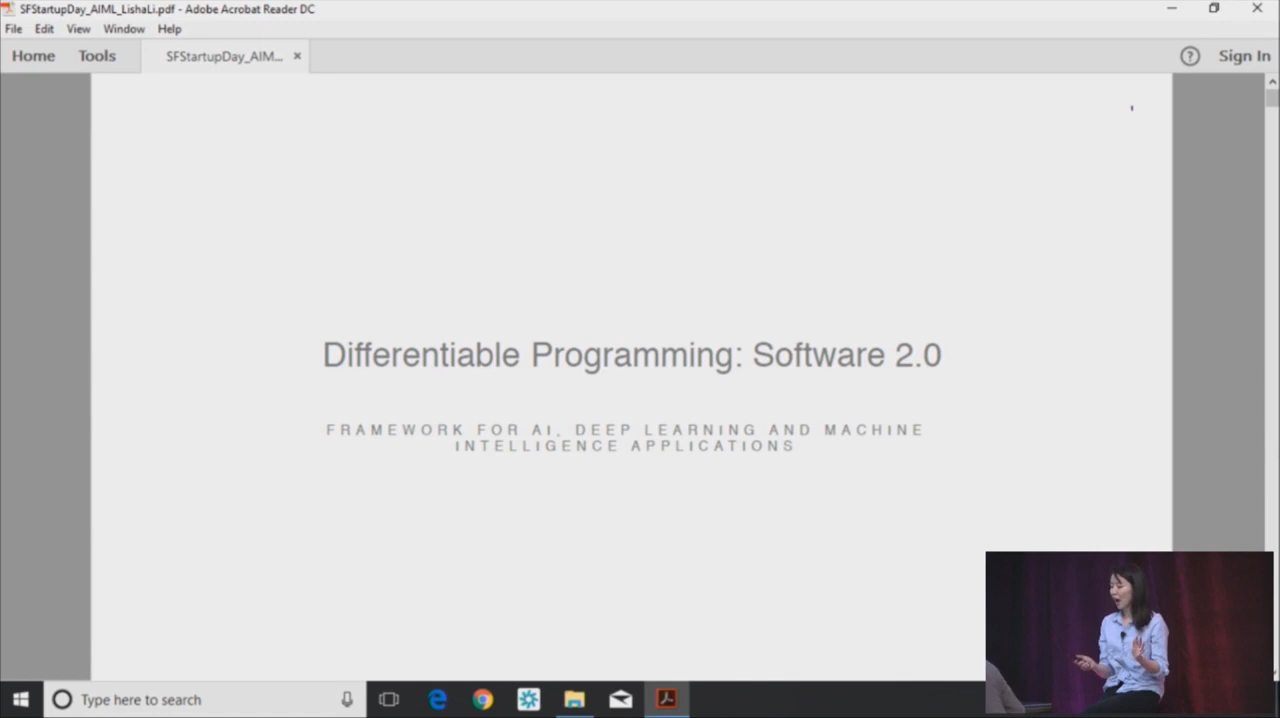 SFStartupDay_AIML_LishaLi.pdf - Adobe Acrobat Reader DC
File Edit View Window Help
Home Tools SFStartupDay_AIM... × ? Sign In
Differentiable Programming: Software 2.0
FRAMEWORK FOR AI, DEEP LEARNING AND MACHINE
INTELLIGENCE APPLICATIONS
Type here to search